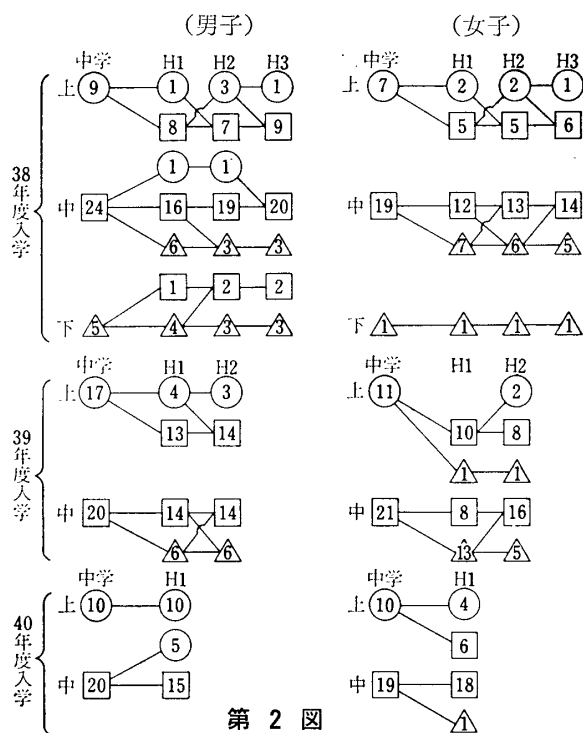 (男子) (女子)
中学 H1 H2 H3 中学 H1 H2 H3
38年度入学
上 9 1 3 1 上 7 2 2 1
8 7 9 5 5 6
1 1
中 24 16 19 20 中 19 12 13 14
6 3 3 7 6 5
1 2 2
下 5 4 3 3 下 1 1 1 1
39年度入学
中学 H1 H2 中学 H1 H2
上 17 4 3 上 11 2
13 14 10 8
1 1
中 20 14 14 中 21 8 16
6 6 13 5
40年度入学
中学 H1 中学 H1
上 10 10 上 10 4
5 6
中 20 15 中 19 18
1
第 2 図